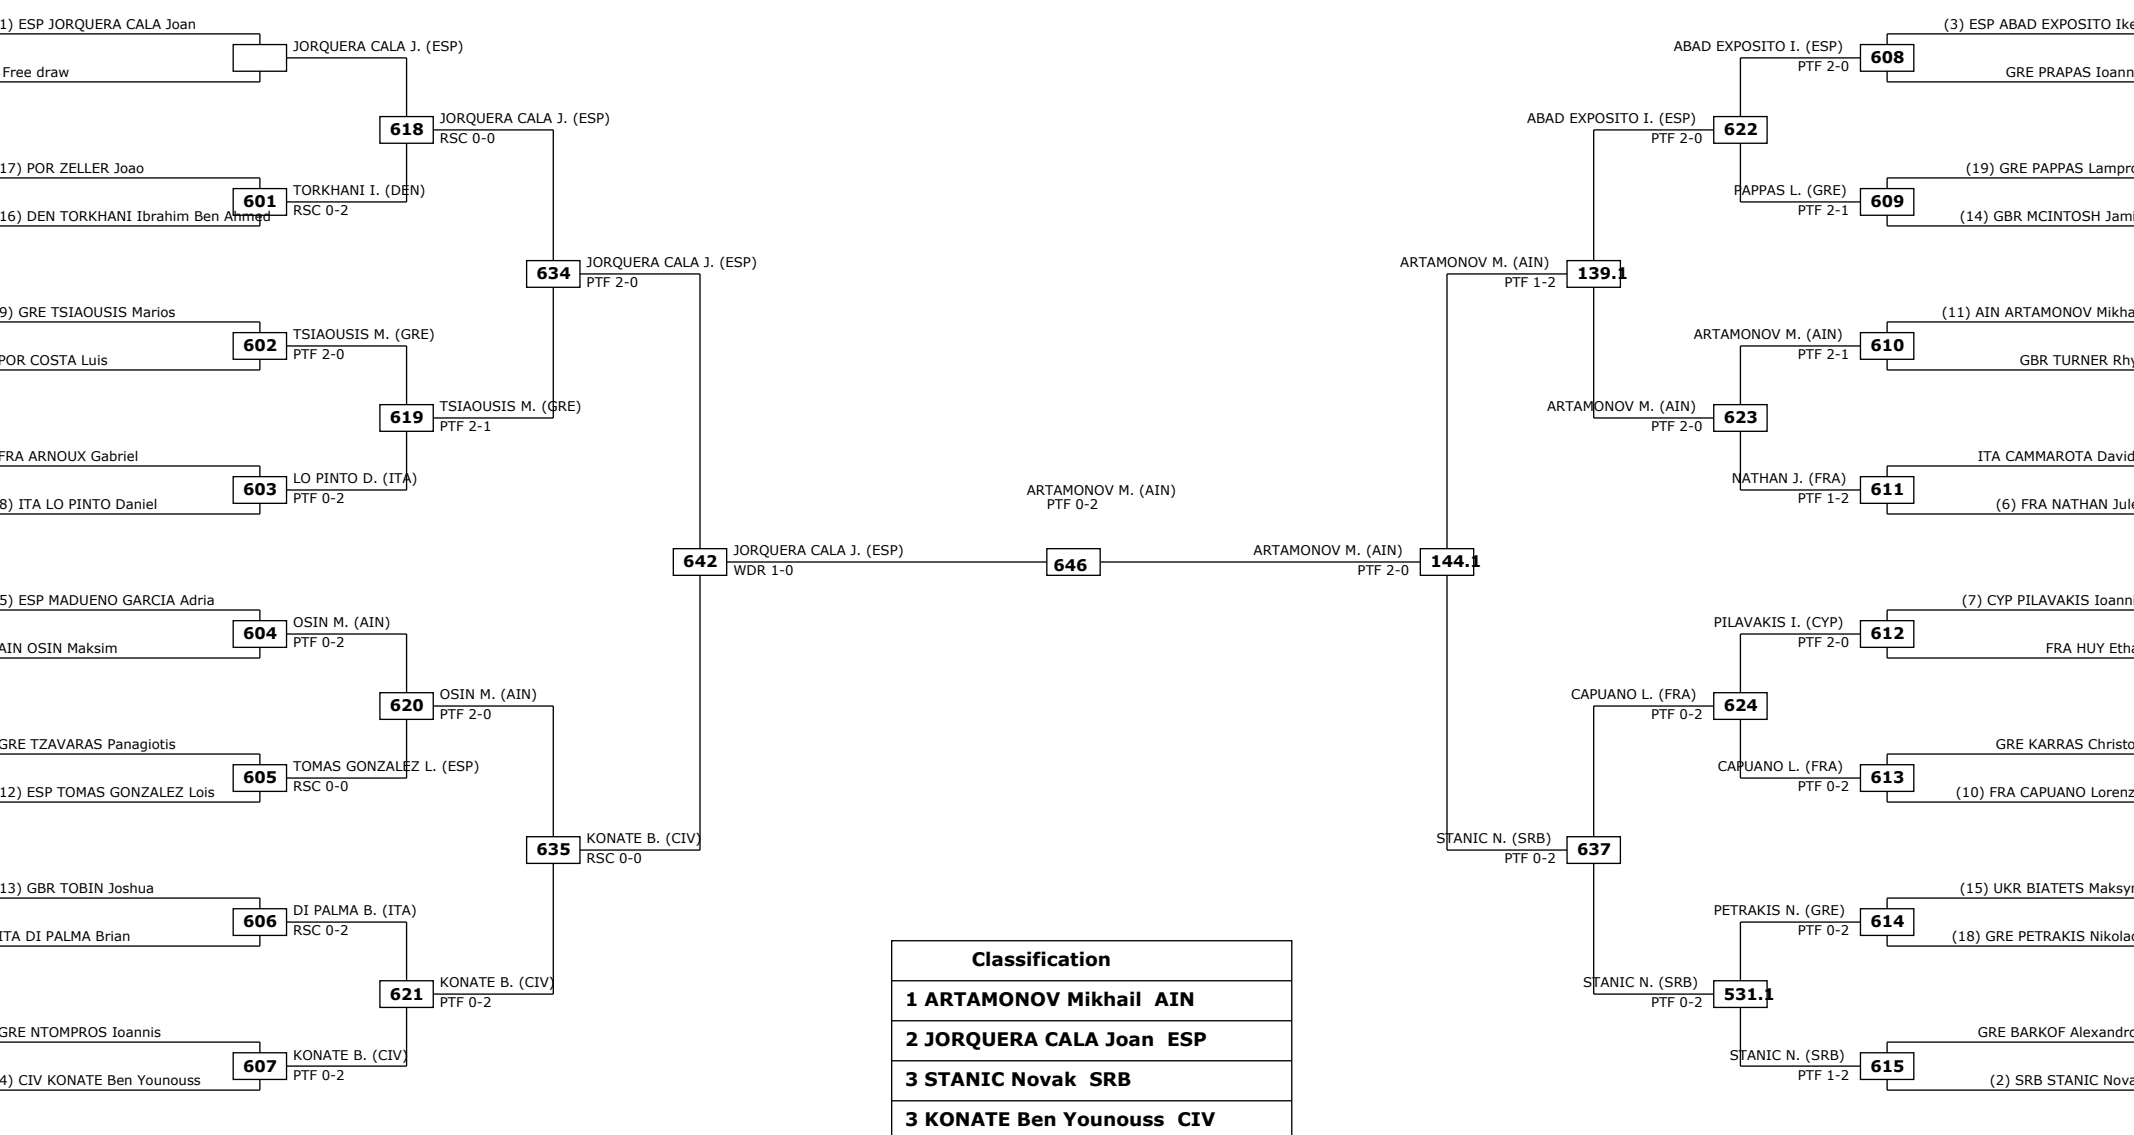 1) ESP JORQUERA CALA Joan
JORQUERA CALA J. (ESP)
Free draw
618
JORQUERA CALA J. (ESP)
RSC 0-0
17) POR ZELLER Joao
601
TORKHANI I. (DEN)
RSC 0-2
16) DEN TORKHANI Ibrahim Ben Ahmed
634
JORQUERA CALA J. (ESP)
PTF 2-0
9) GRE TSIAOUSIS Marios
602
TSIAOUSIS M. (GRE)
PTF 2-0
POR COSTA Luis
619
TSIAOUSIS M. (GRE)
PTF 2-1
FRA ARNOUX Gabriel
603
LO PINTO D. (ITA)
PTF 0-2
8) ITA LO PINTO Daniel
642
JORQUERA CALA J. (ESP)
WDR 1-0
5) ESP MADUENO GARCIA Adria
604
OSIN M. (AIN)
PTF 0-2
AIN OSIN Maksim
620
OSIN M. (AIN)
PTF 2-0
GRE TZAVARAS Panagiotis
605
TOMAS GONZALEZ L. (ESP)
RSC 0-0
12) ESP TOMAS GONZALEZ Lois
635
KONATE B. (CIV)
RSC 0-0
13) GBR TOBIN Joshua
606
DI PALMA B. (ITA)
RSC 0-2
ITA DI PALMA Brian
621
KONATE B. (CIV)
PTF 0-2
GRE NTOMPROS Ioannis
607
KONATE B. (CIV)
PTF 0-2
4) CIV KONATE Ben Younouss
ARTAMONOV M. (AIN)
PTF 0-2
646
(3) ESP ABAD EXPOSITO Ike
ABAD EXPOSITO I. (ESP)
PTF 2-0
608
GRE PRAPAS Ioann
ABAD EXPOSITO I. (ESP)
PTF 2-0
622
(19) GRE PAPPAS Lampro
PAPPAS L. (GRE)
PTF 2-1
609
(14) GBR MCINTOSH Jami
ARTAMONOV M. (AIN)
PTF 1-2
139.1
(11) AIN ARTAMONOV Mikha
ARTAMONOV M. (AIN)
PTF 2-1
610
GBR TURNER Rhy
ARTAMONOV M. (AIN)
PTF 2-0
623
ITA CAMMAROTA David
NATHAN J. (FRA)
PTF 1-2
611
(6) FRA NATHAN Jule
ARTAMONOV M. (AIN)
PTF 2-0
144.1
(7) CYP PILAVAKIS Ioanni
PILAVAKIS I. (CYP)
PTF 2-0
612
FRA HUY Etha
CAPUANO L. (FRA)
PTF 0-2
624
GRE KARRAS Christo
CAPUANO L. (FRA)
PTF 0-2
613
(10) FRA CAPUANO Lorenz
STANIC N. (SRB)
PTF 0-2
637
(15) UKR BIATETS Maksym
PETRAKIS N. (GRE)
PTF 0-2
614
(18) GRE PETRAKIS Nikolao
STANIC N. (SRB)
PTF 0-2
531.1
GRE BARKOF Alexandro
STANIC N. (SRB)
PTF 1-2
615
(2) SRB STANIC Nova
Classification
1 ARTAMONOV Mikhail AIN
2 JORQUERA CALA Joan ESP
3 STANIC Novak SRB
3 KONATE Ben Younouss CIV